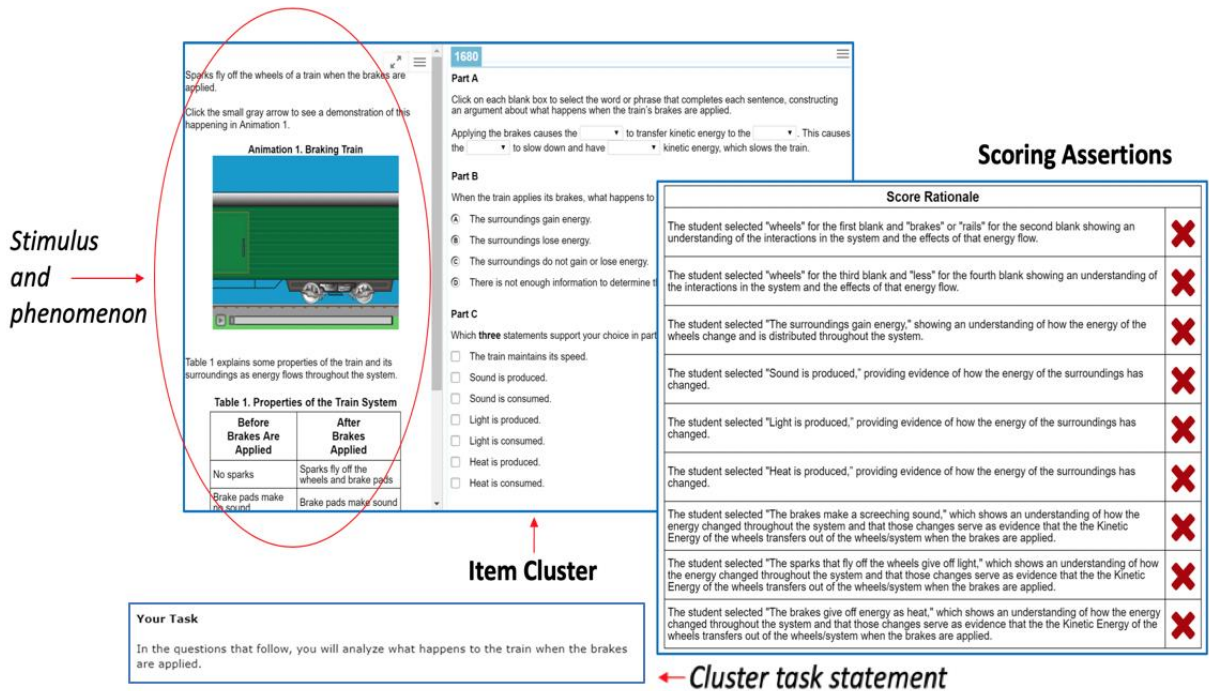 Stimulus
and
phenomenon
Sparks fly off the wheels of a train when the brakes are
applied.
Click the small gray arrow to see a demonstration of this
happening in Animation 1.
Animation 1. Braking Train
Table 1 explains some properties of the train and its
surroundings as energy flows throughout the system.
Table 1. Properties of the Train System
Before
Brakes Are
Applied
After
Brakes
Applied
No sparks
Sparks fly off the
wheels and brake pads
Brake pads make
no sound
Brake pads make sound
1680
Part A
Click on each blank box to select the word or phrase that completes each sentence, constructing
an argument about what happens when the train's brakes are applied.
Applying the brakes causes the to transfer kinetic energy to the . This causes
the to slow down and have kinetic energy, which slows the train.
Part B
When the train applies its brakes, what happens to
A The surroundings gain energy.
B The surroundings lose energy.
C The surroundings do not gain or lose energy.
D There is not enough information to determine t
Part C
Which three statements support your choice in part
The train maintains its speed.
Sound is produced.
Sound is consumed.
Light is produced.
Light is consumed.
Heat is produced.
Heat is consumed.
Item Cluster
Scoring Assertions
Score Rationale
The student selected "wheels" for the first blank and "brakes" or "rails" for the second blank showing an
understanding of the interactions in the system and the effects of that energy flow.
The student selected "wheels" for the third blank and "less" for the fourth blank showing an understanding of
the interactions in the system and the effects of that energy flow.
The student selected "The surroundings gain energy," showing an understanding of how the energy of the
wheels change and is distributed throughout the system.
The student selected "Sound is produced," providing evidence of how the energy of the surroundings has
changed.
The student selected "Light is produced," providing evidence of how the energy of the surroundings has
changed.
The student selected "Heat is produced," providing evidence of how the energy of the surroundings has
changed.
The student selected "The brakes make a screeching sound," which shows an understanding of how the
energy changed throughout the system and that those changes serve as evidence that the the Kinetic
Energy of the wheels transfers out of the wheels/system when the brakes are applied.
The student selected "The sparks that fly off the wheels give off light," which shows an understanding of how
the energy changed throughout the system and that those changes serve as evidence that the the Kinetic
Energy of the wheels transfers out of the wheels/system when the brakes are applied.
The student selected "The brakes give off energy as heat," which shows an understanding of how the energy
changed throughout the system and that those changes serve as evidence that the the Kinetic Energy of the
wheels transfers out of the wheels/system when the brakes are applied.
Your Task
In the questions that follow, you will analyze what happens to the train when the brakes
are applied.
Cluster task statement